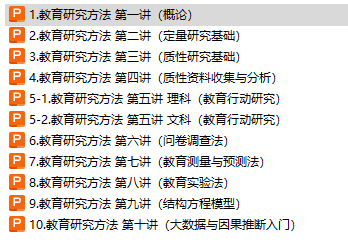 1.教育研究方法 第一讲（概论）
2.教育研究方法 第二讲（定量研究基础）
3.教育研究方法 第三讲（质性研究基础）
4.教育研究方法 第四讲（质性资料收集与分析）
5-1.教育研究方法 第五讲 理科（教育行动研究）
5-2.教育研究方法 第五讲 文科（教育行动研究）
6.教育研究方法 第六讲（问卷调查法）
7.教育研究方法 第七讲（教育测量与预测法）
8.教育研究方法 第八讲（教育实验法）
9.教育研究方法 第九讲（结构方程模型）
10.教育研究方法 第十讲（大数据与因果推断入门）